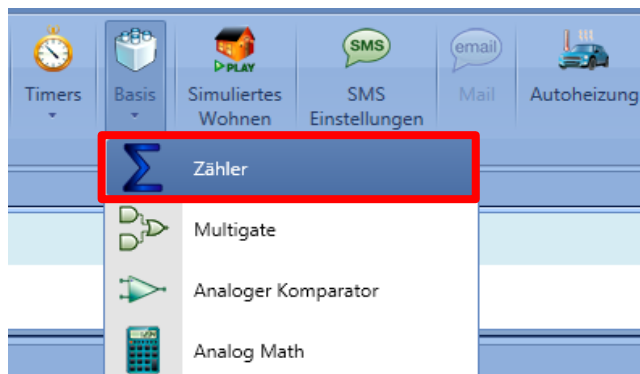 SMS
email
PLAY
Timers
Basis
Simuliertes
Wohnen
SMS
Einstellungen
Mail
Autoheizung
Zähler
Multigate
Analoger Komparator
Analog Math